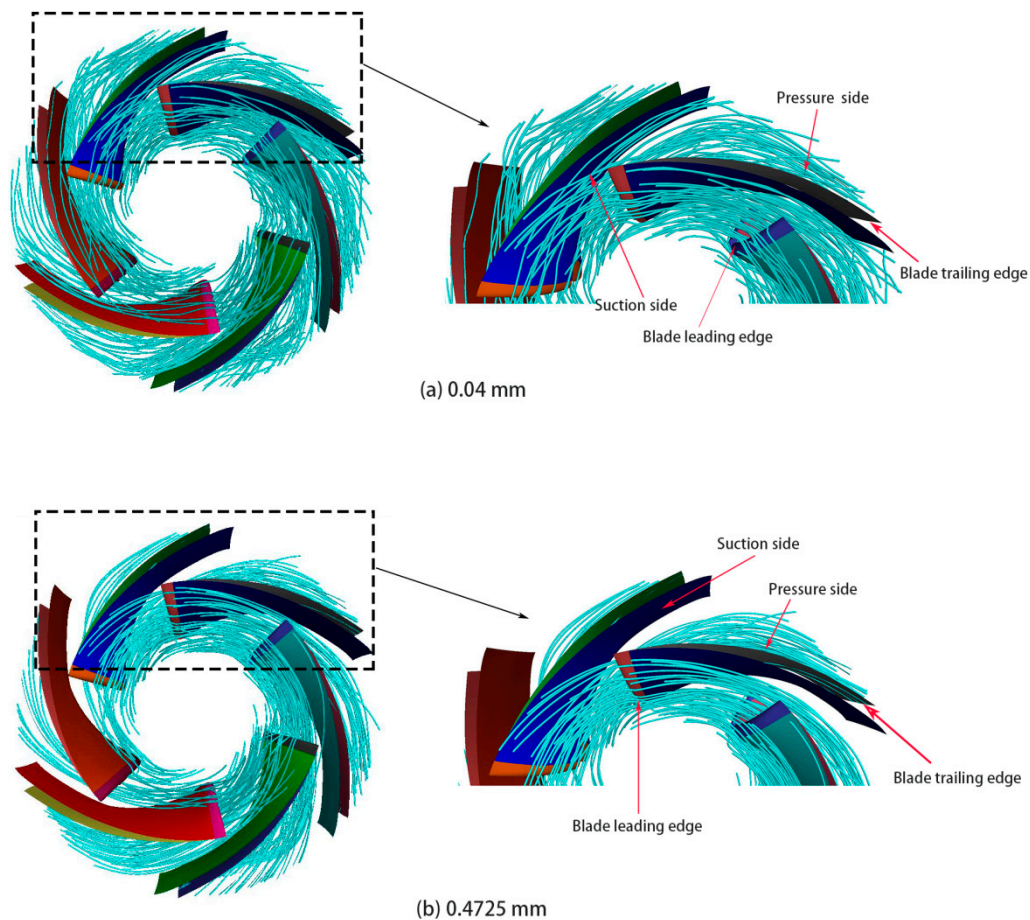 Pressure side
Blade trailing edge
Suction side
Blade leading edge
(a) 0.04 mm
Suction side
Pressure side
Blade trailing edge
Blade leading edge
(b) 0.4725 mm